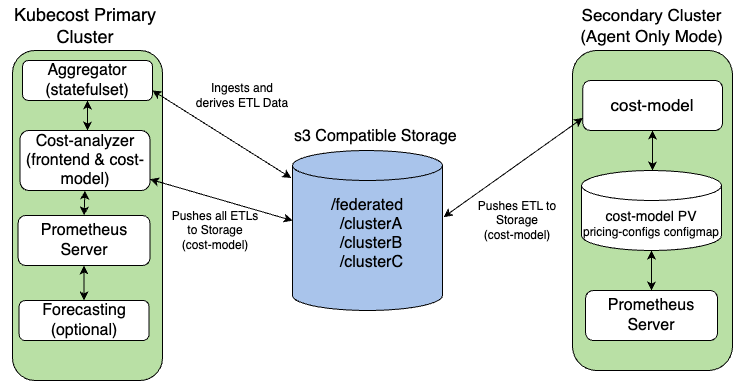 Kubecost Primary
Cluster
Aggregator
(statefulset)
Cost-analyzer
(frontend & cost-
model)
Prometheus
Server
Forecasting
(optional)
Ingests and
derives ETL Data
Pushes all ETLs
to Storage
(cost-model)
s3 Compatible Storage
/federated
/clusterA
/clusterB
/clusterC
Pushes ETL to
Storage
(cost-model)
Secondary Cluster
(Agent Only Mode)
cost-model
cost-model PV
pricing-configs configmap
Prometheus
Server